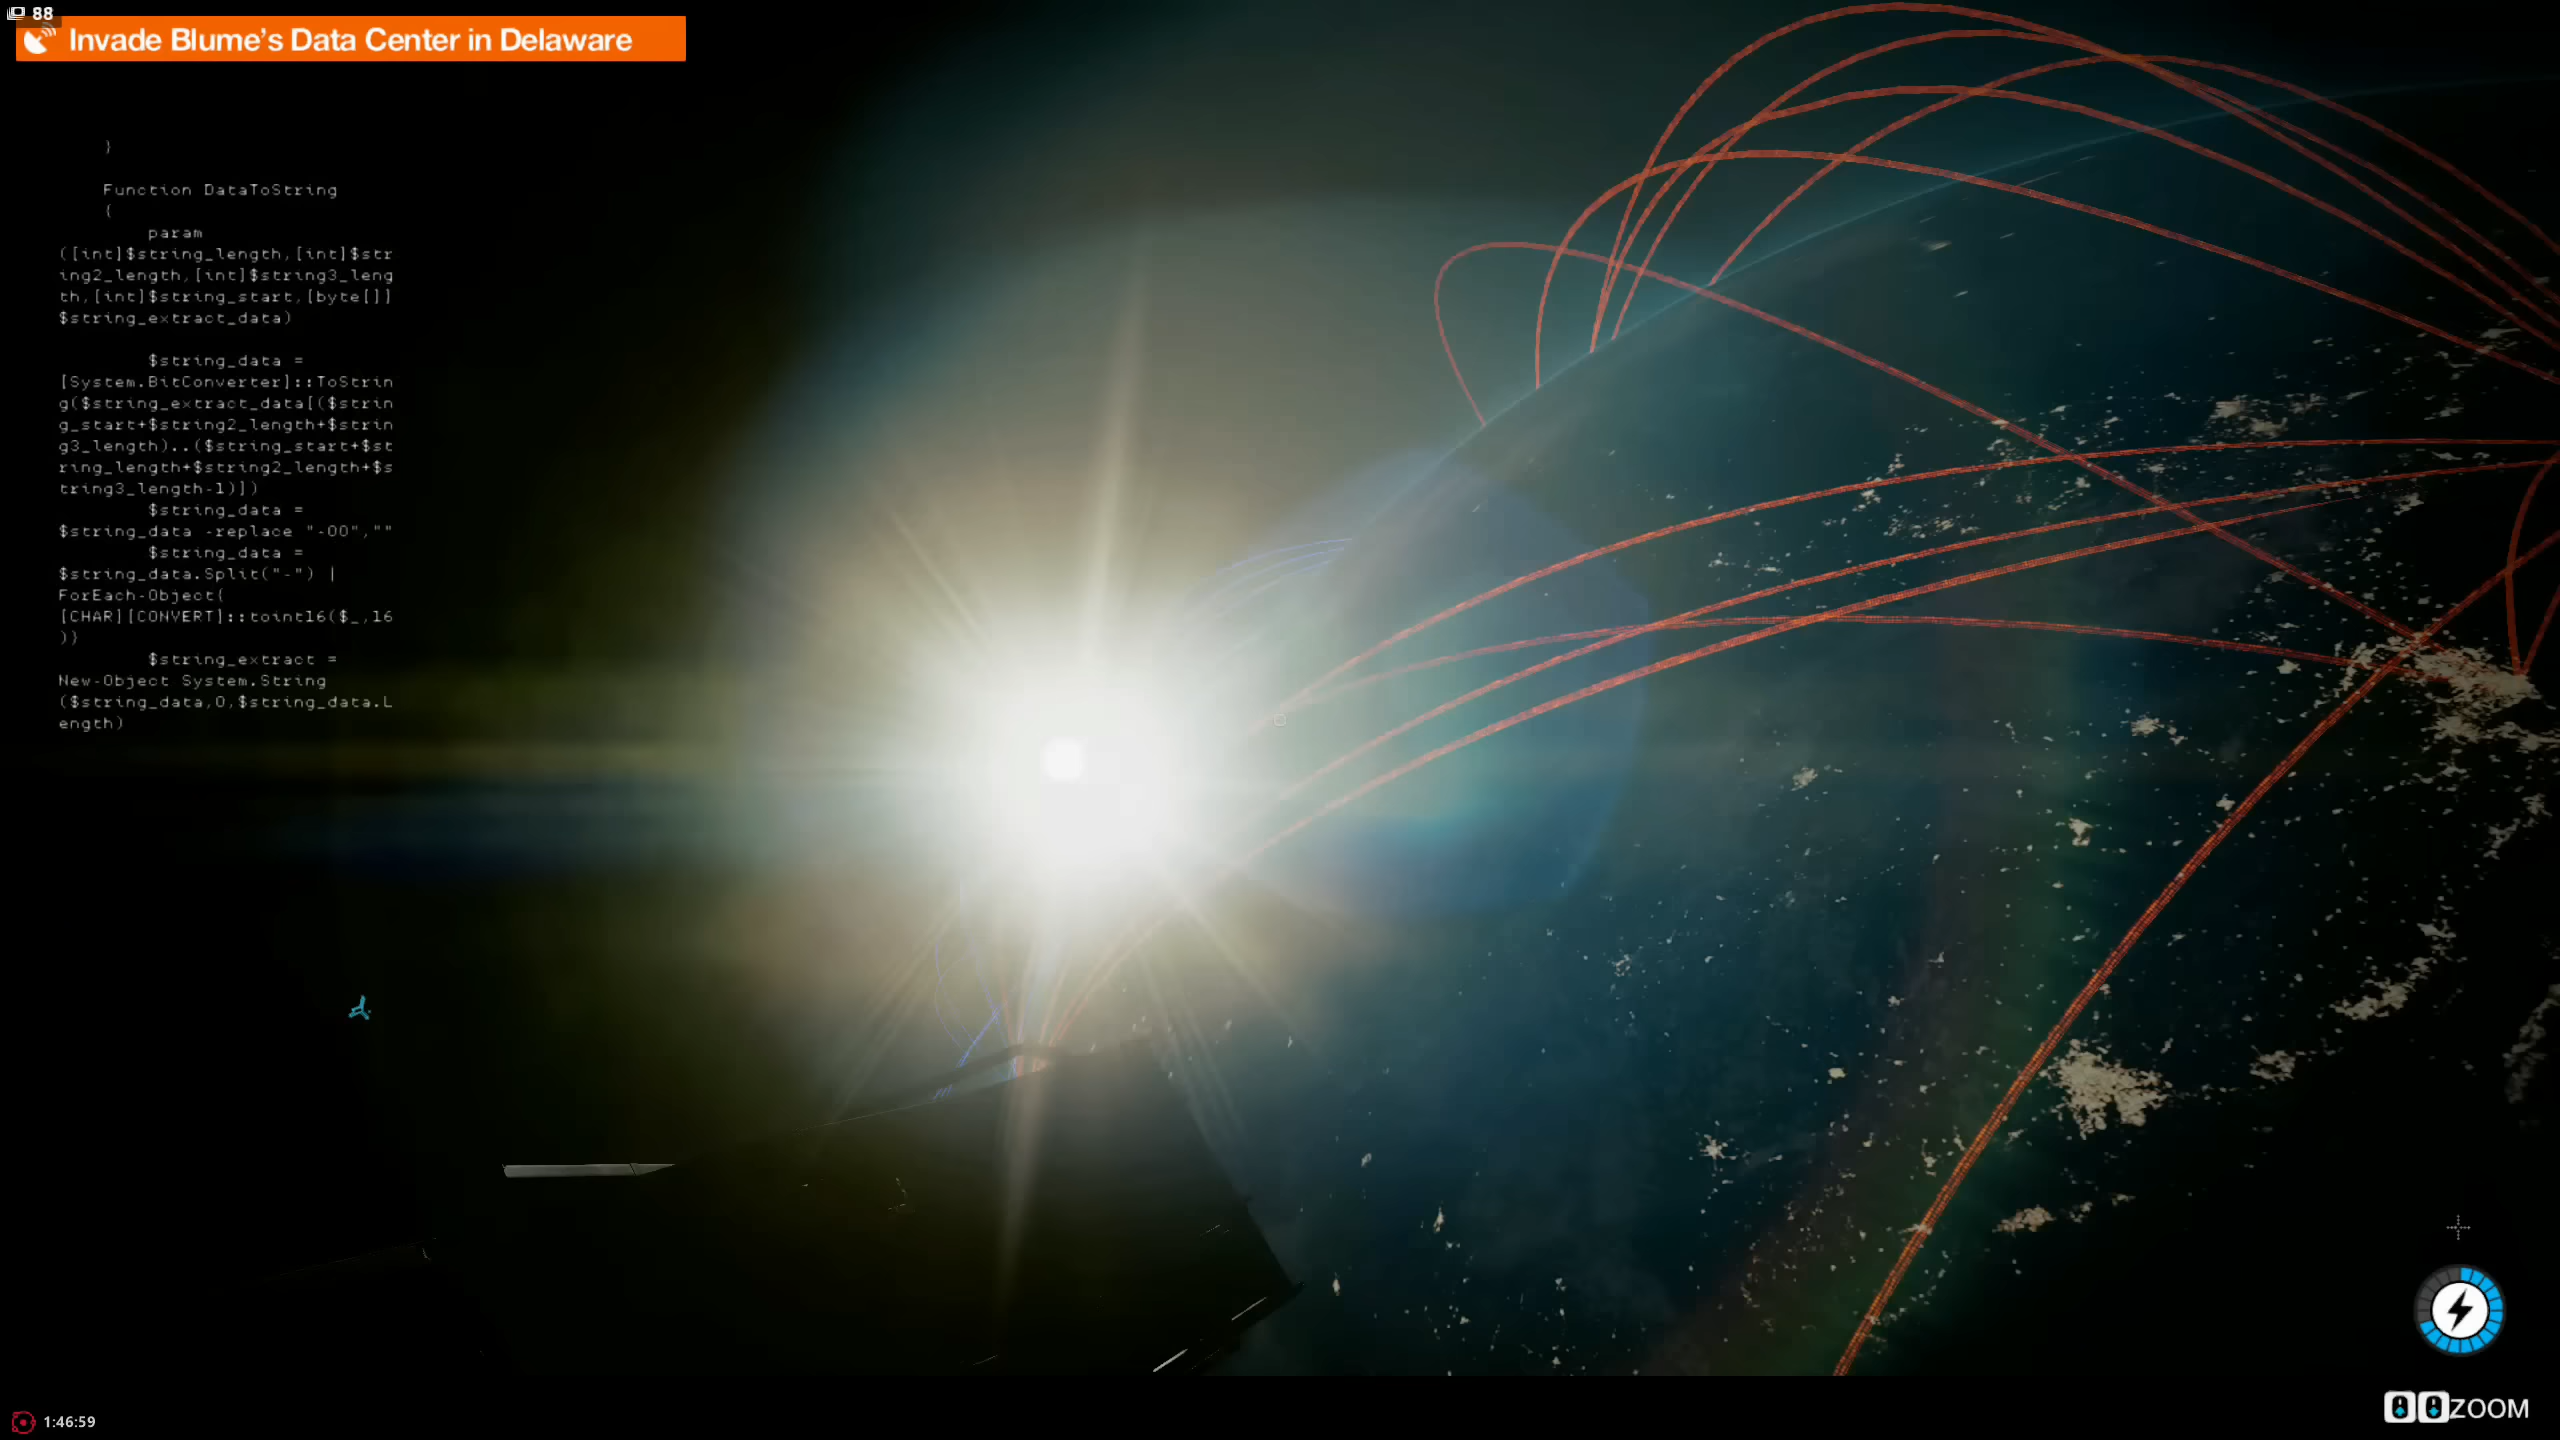 88
Invade Blume's Data Center in Delaware
}
Function DataToString
{
param
([int]$string_length,[int]$str
ing2_length,[int]$string3_leng
th,[int]$string_start,[byte[]]
$string_extract_data)
$string_data =
[System.BitConverter]::ToStrin
g($string_extract_data[($strin
g_start+$string2_length+$strin
g3_length)..($string_start+$st
ring_length+$string2_length+$s
tring3_length-1)])
$string_data =
$string_data -replace "-00",""
$string_data =
$string_data.Split("-") |
ForEach-Object{
[CHAR][CONVERT]::toint16($_,16
)}
$string_extract =
New-Object System.String
($string_data,0,$string_data.L
ength)
1:46:59
ZOOM